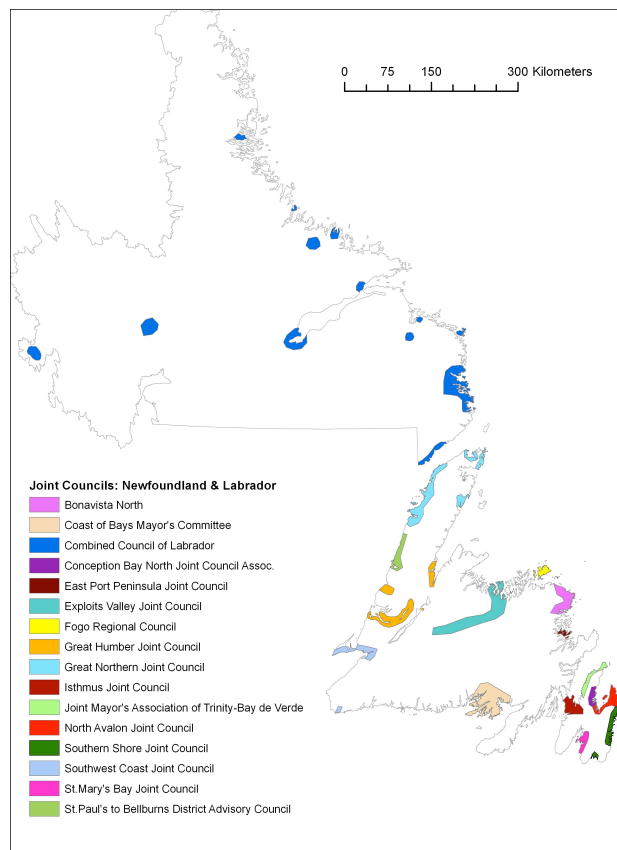 0 75 150 300 Kilometers
Joint Councils: Newfoundland & Labrador
Bonavista North
Coast of Bays Mayor's Committee
Combined Council of Labrador
Conception Bay North Joint Council Assoc.
East Port Peninsula Joint Council
Exploits Valley Joint Council
Fogo Regional Council
Great Humber Joint Council
Great Northern Joint Council
Isthmus Joint Council
Joint Mayor's Association of Trinity-Bay de Verde
North Avalon Joint Council
Southern Shore Joint Council
Southwest Coast Joint Council
St.Mary's Bay Joint Council
St.Paul's to Bellburns District Advisory Council